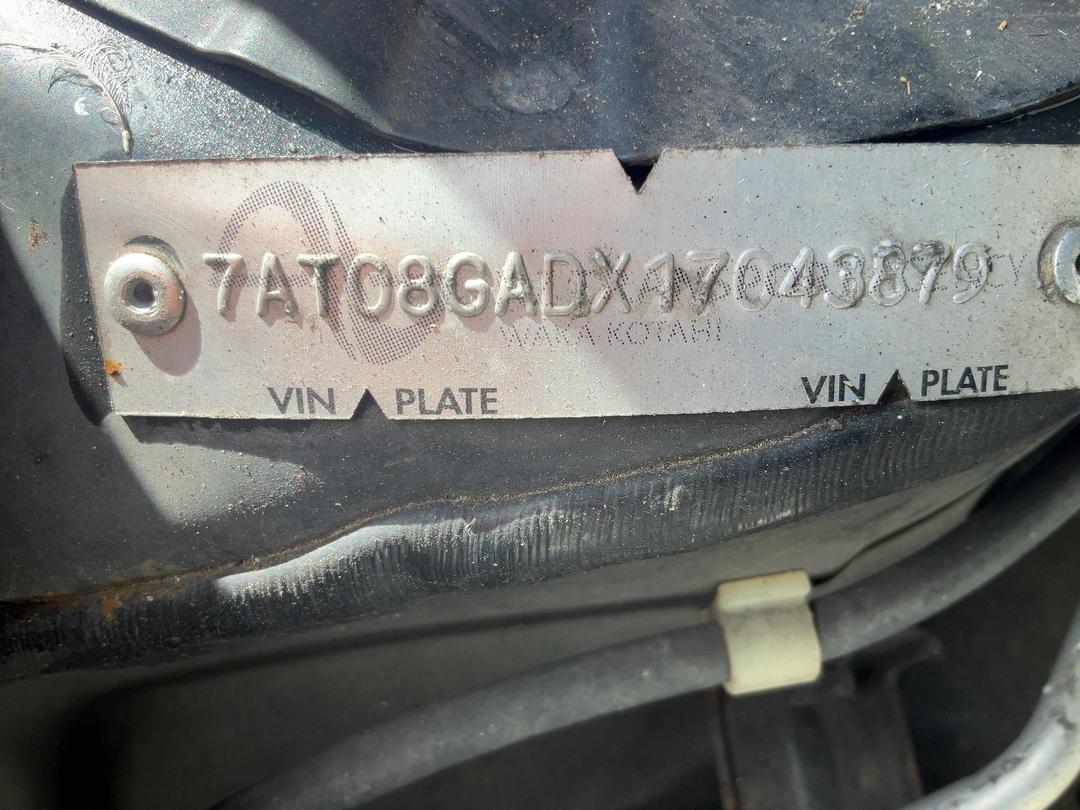 7AT08GADX17043879
WAKA KOTAHI
VIN PLATE VIN PLATE